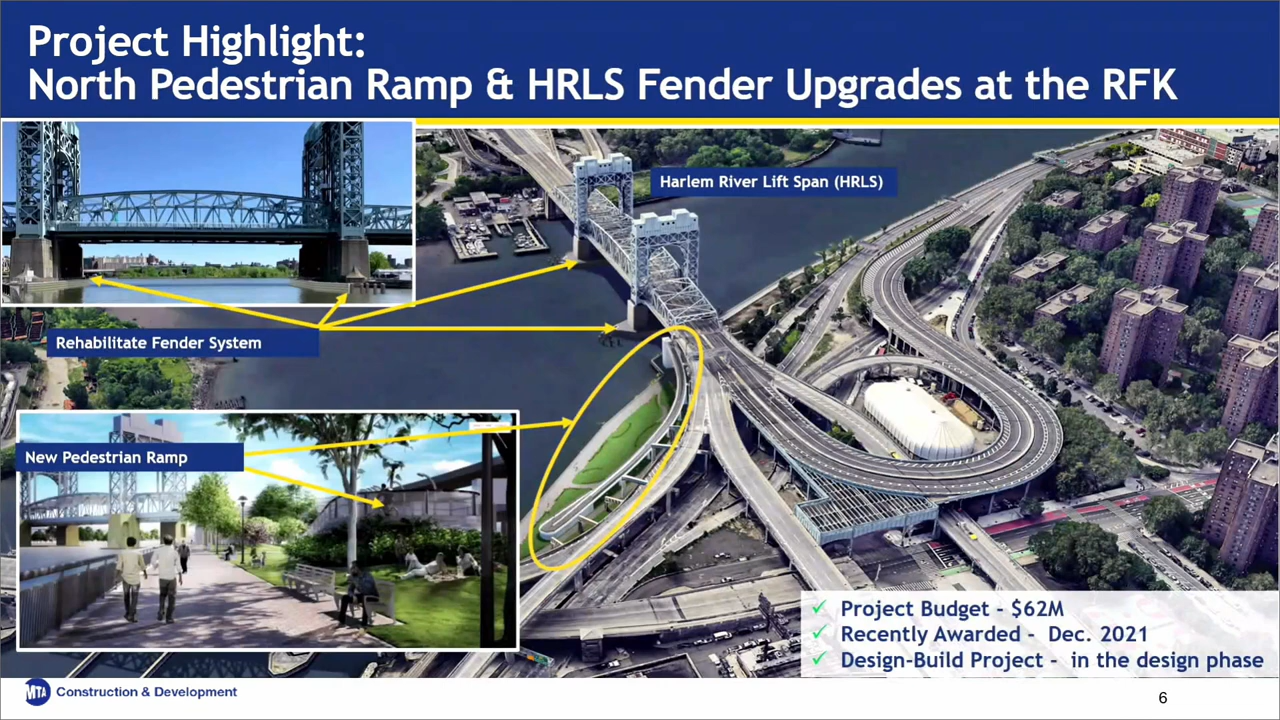 Project Highlight:
North Pedestrian Ramp & HRLS Fender Upgrades at the RFK
Harlem River Lift Span (HRLS)
Rehabilitate Fender System
New Pedestrian Ramp
✓ Project Budget - $62M
✓ Recently Awarded - Dec. 2021
✓ Design-Build Project - in the design phase
MTA Construction & Development
6